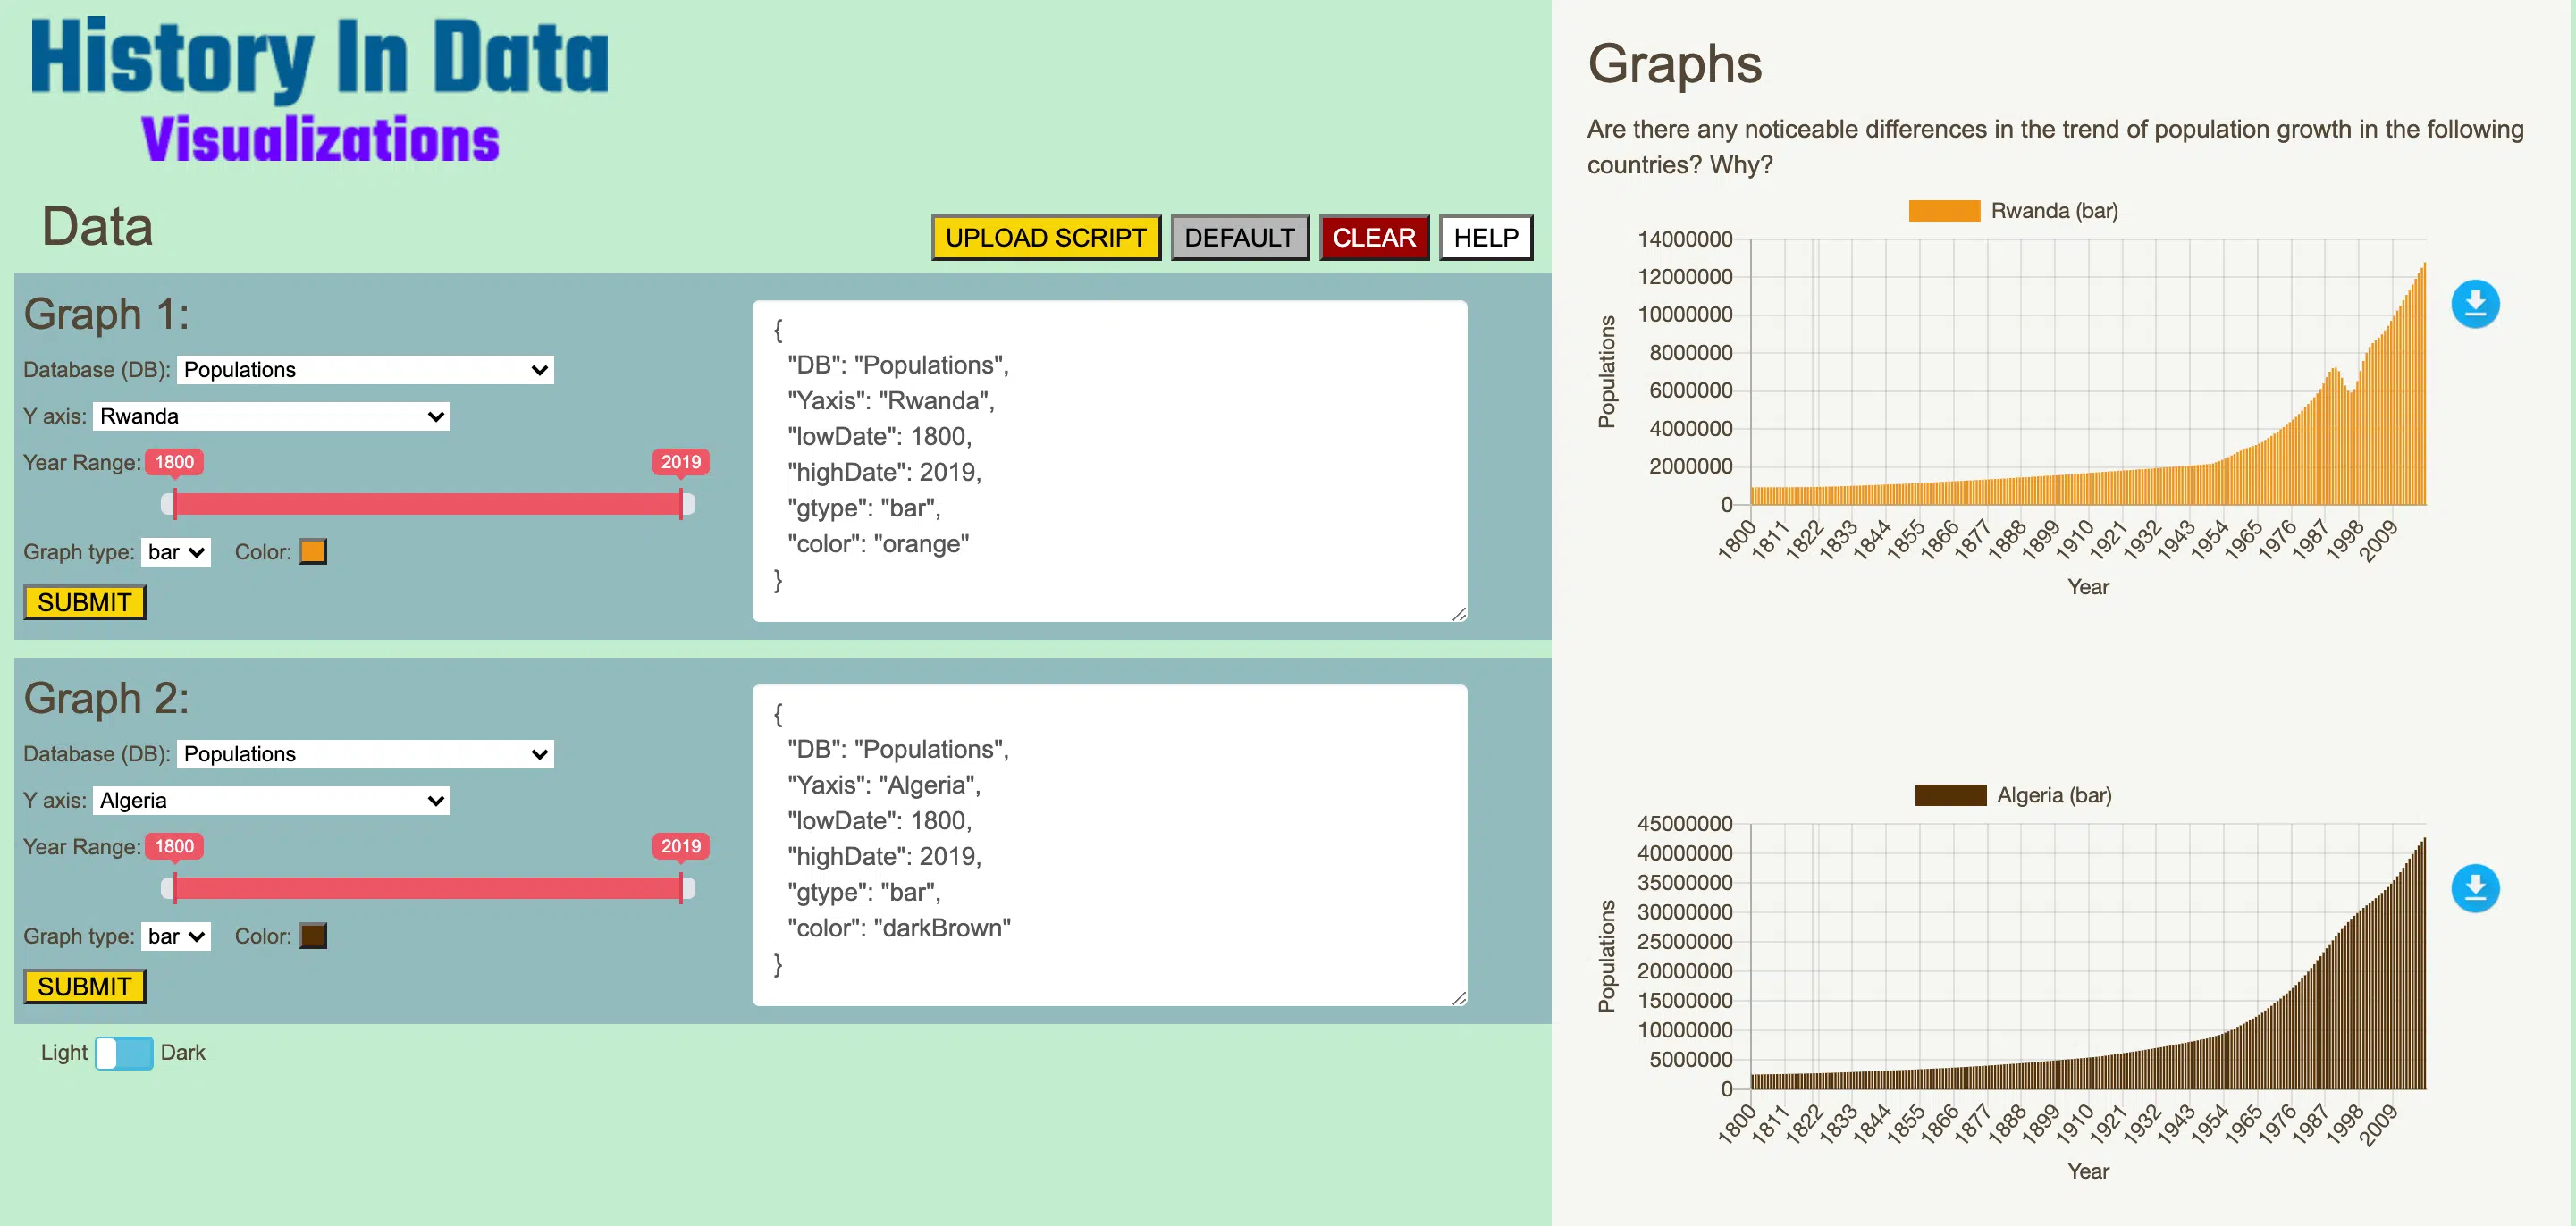 History In Data
Visualizations
Data
UPLOAD SCRIPT
DEFAULT
CLEAR
HELP
Graph 1:
Database (DB): Populations
Y axis: Rwanda
Year Range: 1800 2019
Graph type: bar Color:
SUBMIT
{
"DB": "Populations",
"Yaxis": "Rwanda",
"lowDate": 1800,
"highDate": 2019,
"gtype": "bar",
"color": "orange"
}
Graph 2:
Database (DB): Populations
Y axis: Algeria
Year Range: 1800 2019
Graph type: bar Color:
SUBMIT
{
"DB": "Populations",
"Yaxis": "Algeria",
"lowDate": 1800,
"highDate": 2019,
"gtype": "bar",
"color": "darkBrown"
}
Light Dark
Graphs
Are there any noticeable differences in the trend of population growth in the following
countries? Why?
Rwanda (bar)
Populations
14000000
12000000
10000000
8000000
6000000
4000000
2000000
0
1800 1811 1822 1833 1844 1855 1866 1877 1888 1899 1910 1921 1932 1943 1954 1965 1976 1987 1998 2009
Year
Algeria (bar)
Populations
45000000
40000000
35000000
30000000
25000000
20000000
15000000
10000000
5000000
0
1800 1811 1822 1833 1844 1855 1866 1877 1888 1899 1910 1921 1932 1943 1954 1965 1976 1987 1998 2009
Year